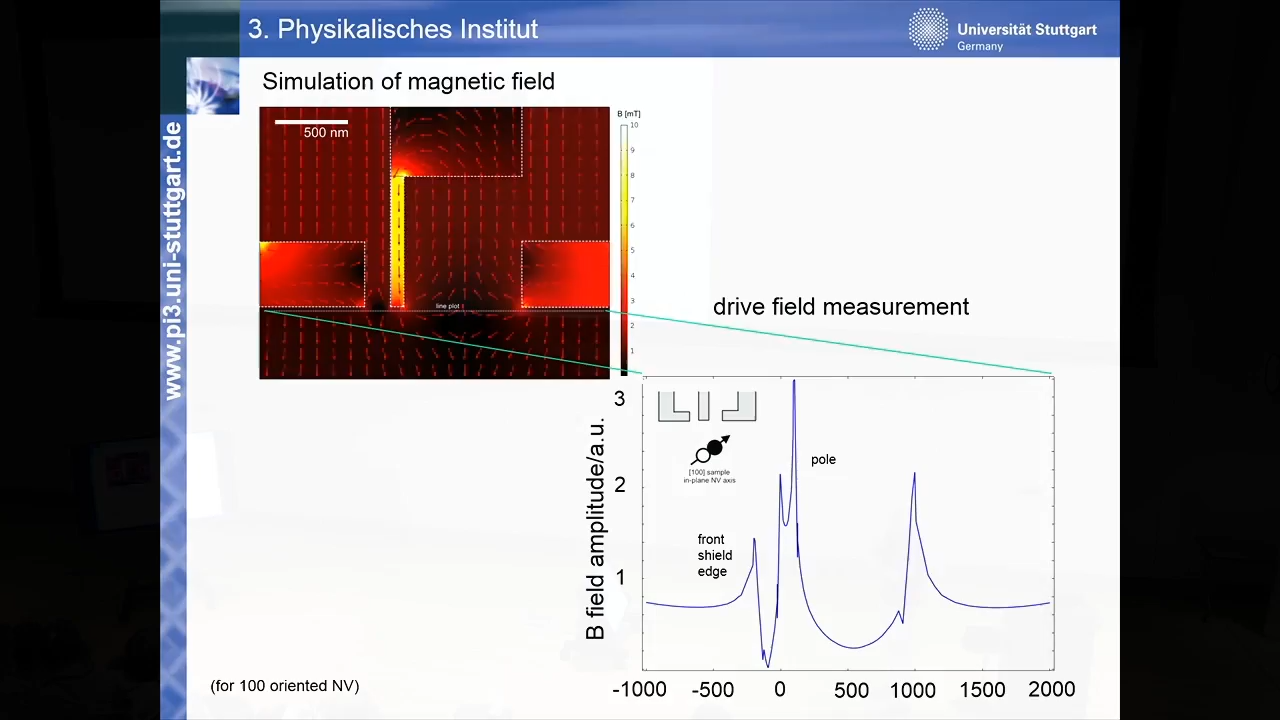 3. Physikalisches Institut
Universität Stuttgart
Germany
www.pi3.uni-stuttgart.de
Simulation of magnetic field
500 nm
B [mT]
10
9
8
7
6
5
4
3
2
1
line plot
drive field measurement
B field amplitude/a.u.
3
2
1
[100] sample
in-plane NV axis
pole
front
shield
edge
-1000 -500 0 500 1000 1500 2000
(for 100 oriented NV)